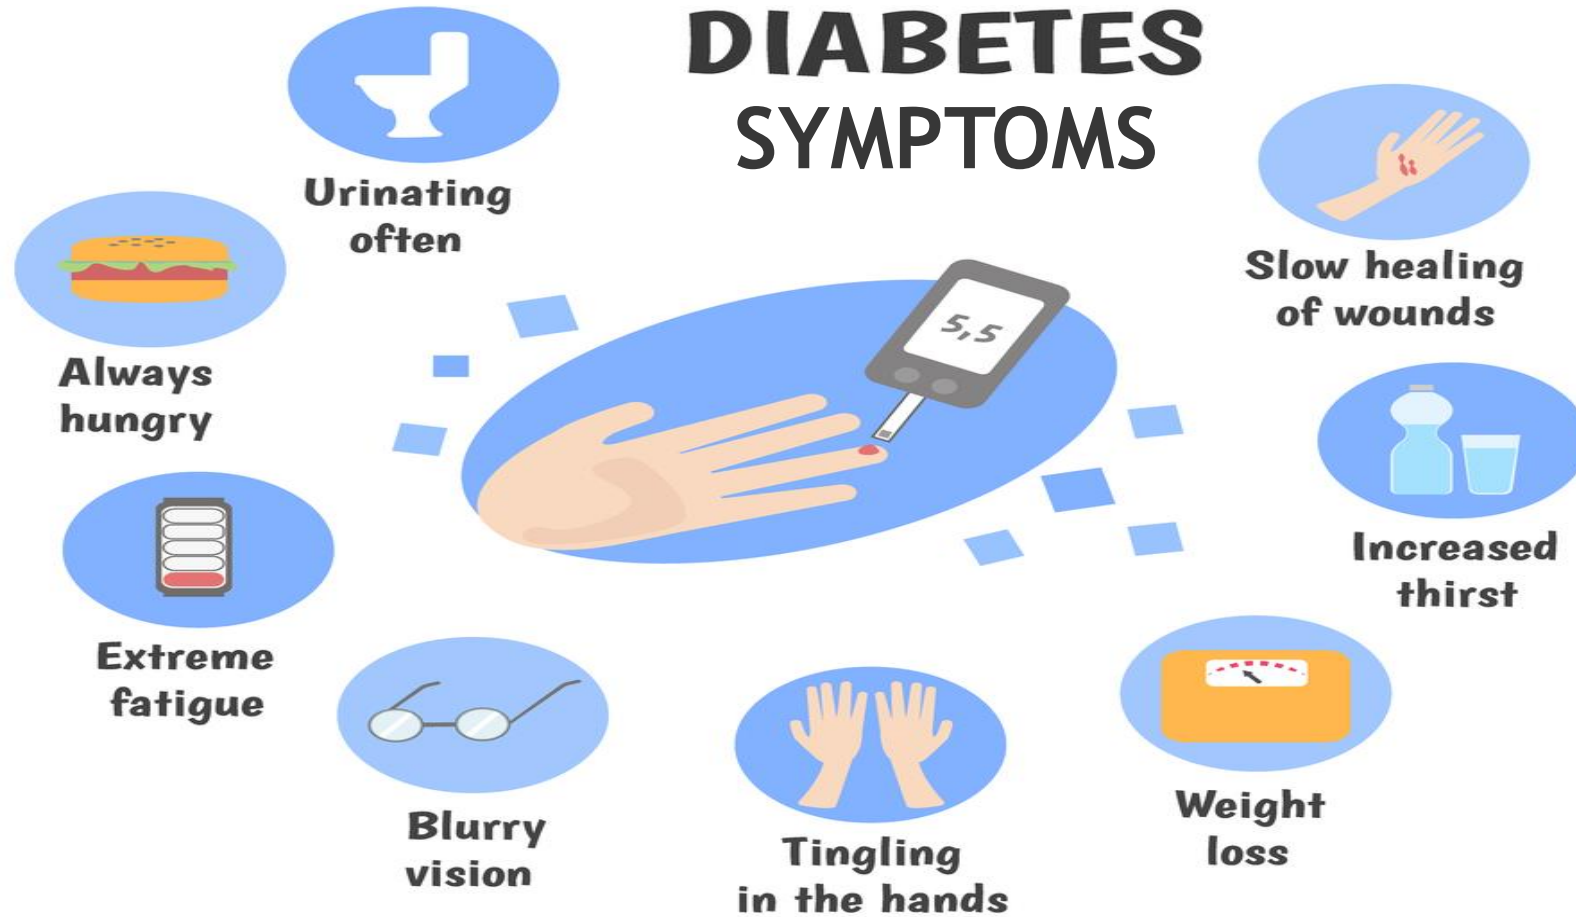 DIABETES
SYMPTOMS
Urinating
often
Always
hungry
Extreme
fatigue
Blurry
vision
Tingling
in the hands
Weight
loss
Increased
thirst
Slow healing
of wounds
5,5